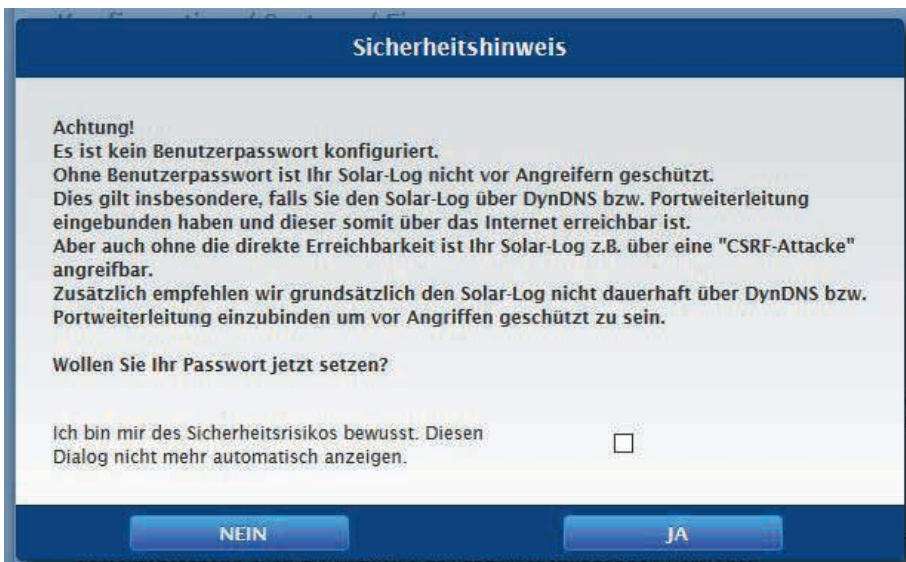 Sicherheitshinweis
Achtung!
Es ist kein Benutzerpasswort konfiguriert.
Ohne Benutzerpasswort ist Ihr Solar-Log nicht vor Angreifern geschützt.
Dies gilt insbesondere, falls Sie den Solar-Log über DynDNS bzw. Portweiterleitung
eingebunden haben und dieser somit über das Internet erreichbar ist.
Aber auch ohne die direkte Erreichbarkeit ist Ihr Solar-Log z.B. über eine "CSRF-Attacke"
angreifbar.
Zusätzlich empfehlen wir grundsätzlich den Solar-Log nicht dauerhaft über DynDNS bzw.
Portweiterleitung einzubinden um vor Angriffen geschützt zu sein.
Wollen Sie Ihr Passwort jetzt setzen?
Ich bin mir des Sicherheitsrisikos bewusst. Diesen
Dialog nicht mehr automatisch anzeigen.
NEIN JA